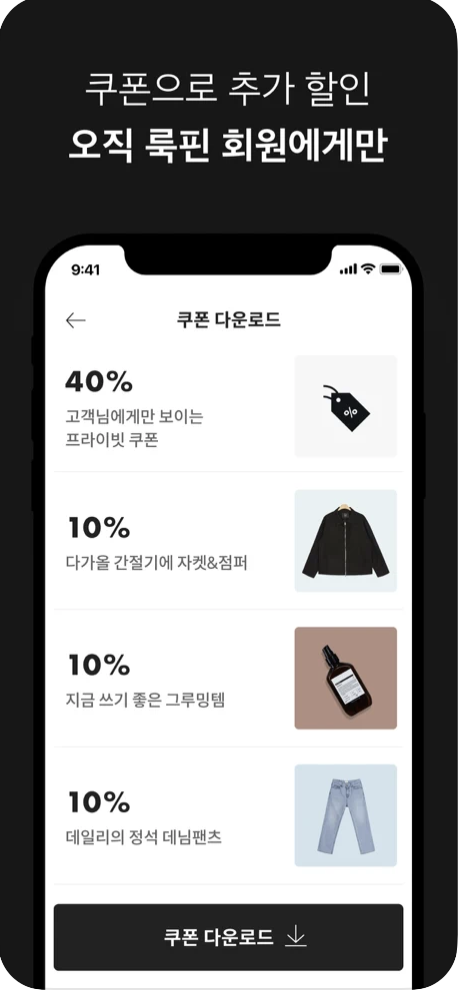 쿠폰으로 추가 할인
오직 룩핀 회원에게만
9:41
쿠폰 다운로드
40%
고객님에게만 보이는
프라이빗 쿠폰
%
10%
다가올 간절기에 자켓&점퍼
10%
지금 쓰기 좋은 그루밍템
10%
데일리의 정석 데님팬츠
쿠폰 다운로드